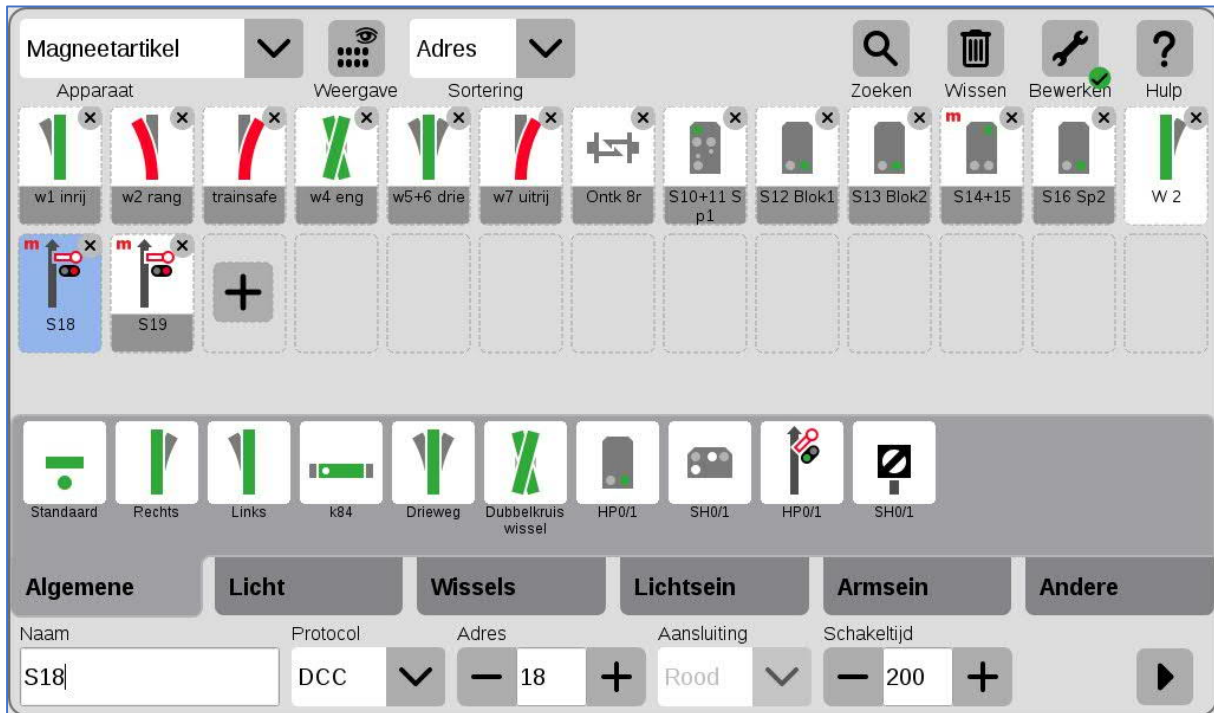 Magneetartikel
Adres
?
Apparaat
Weergave
Sortering
Zoeken
Wissen
Bewerken
Hulp
m
w1 inrij
w2 rang
trainsafe
w4 eng
w5+6 drie
w7 uitrij
Ontk 8r
S10+11 S
p1
S12 Blok1
S13 Blok2
S14+15
S16 Sp2
W 2
m
m
S18
S19
Standaard
Rechts
Links
k84
Drieweg
Dubbelkruis
wissel
HP0/1
SH0/1
HP0/1
SH0/1
Algemene
Licht
Wissels
Lichtsein
Armsein
Andere
Naam
Protocol
Adres
Aansluiting
Schakeltijd
S18
DCC
18
Rood
200